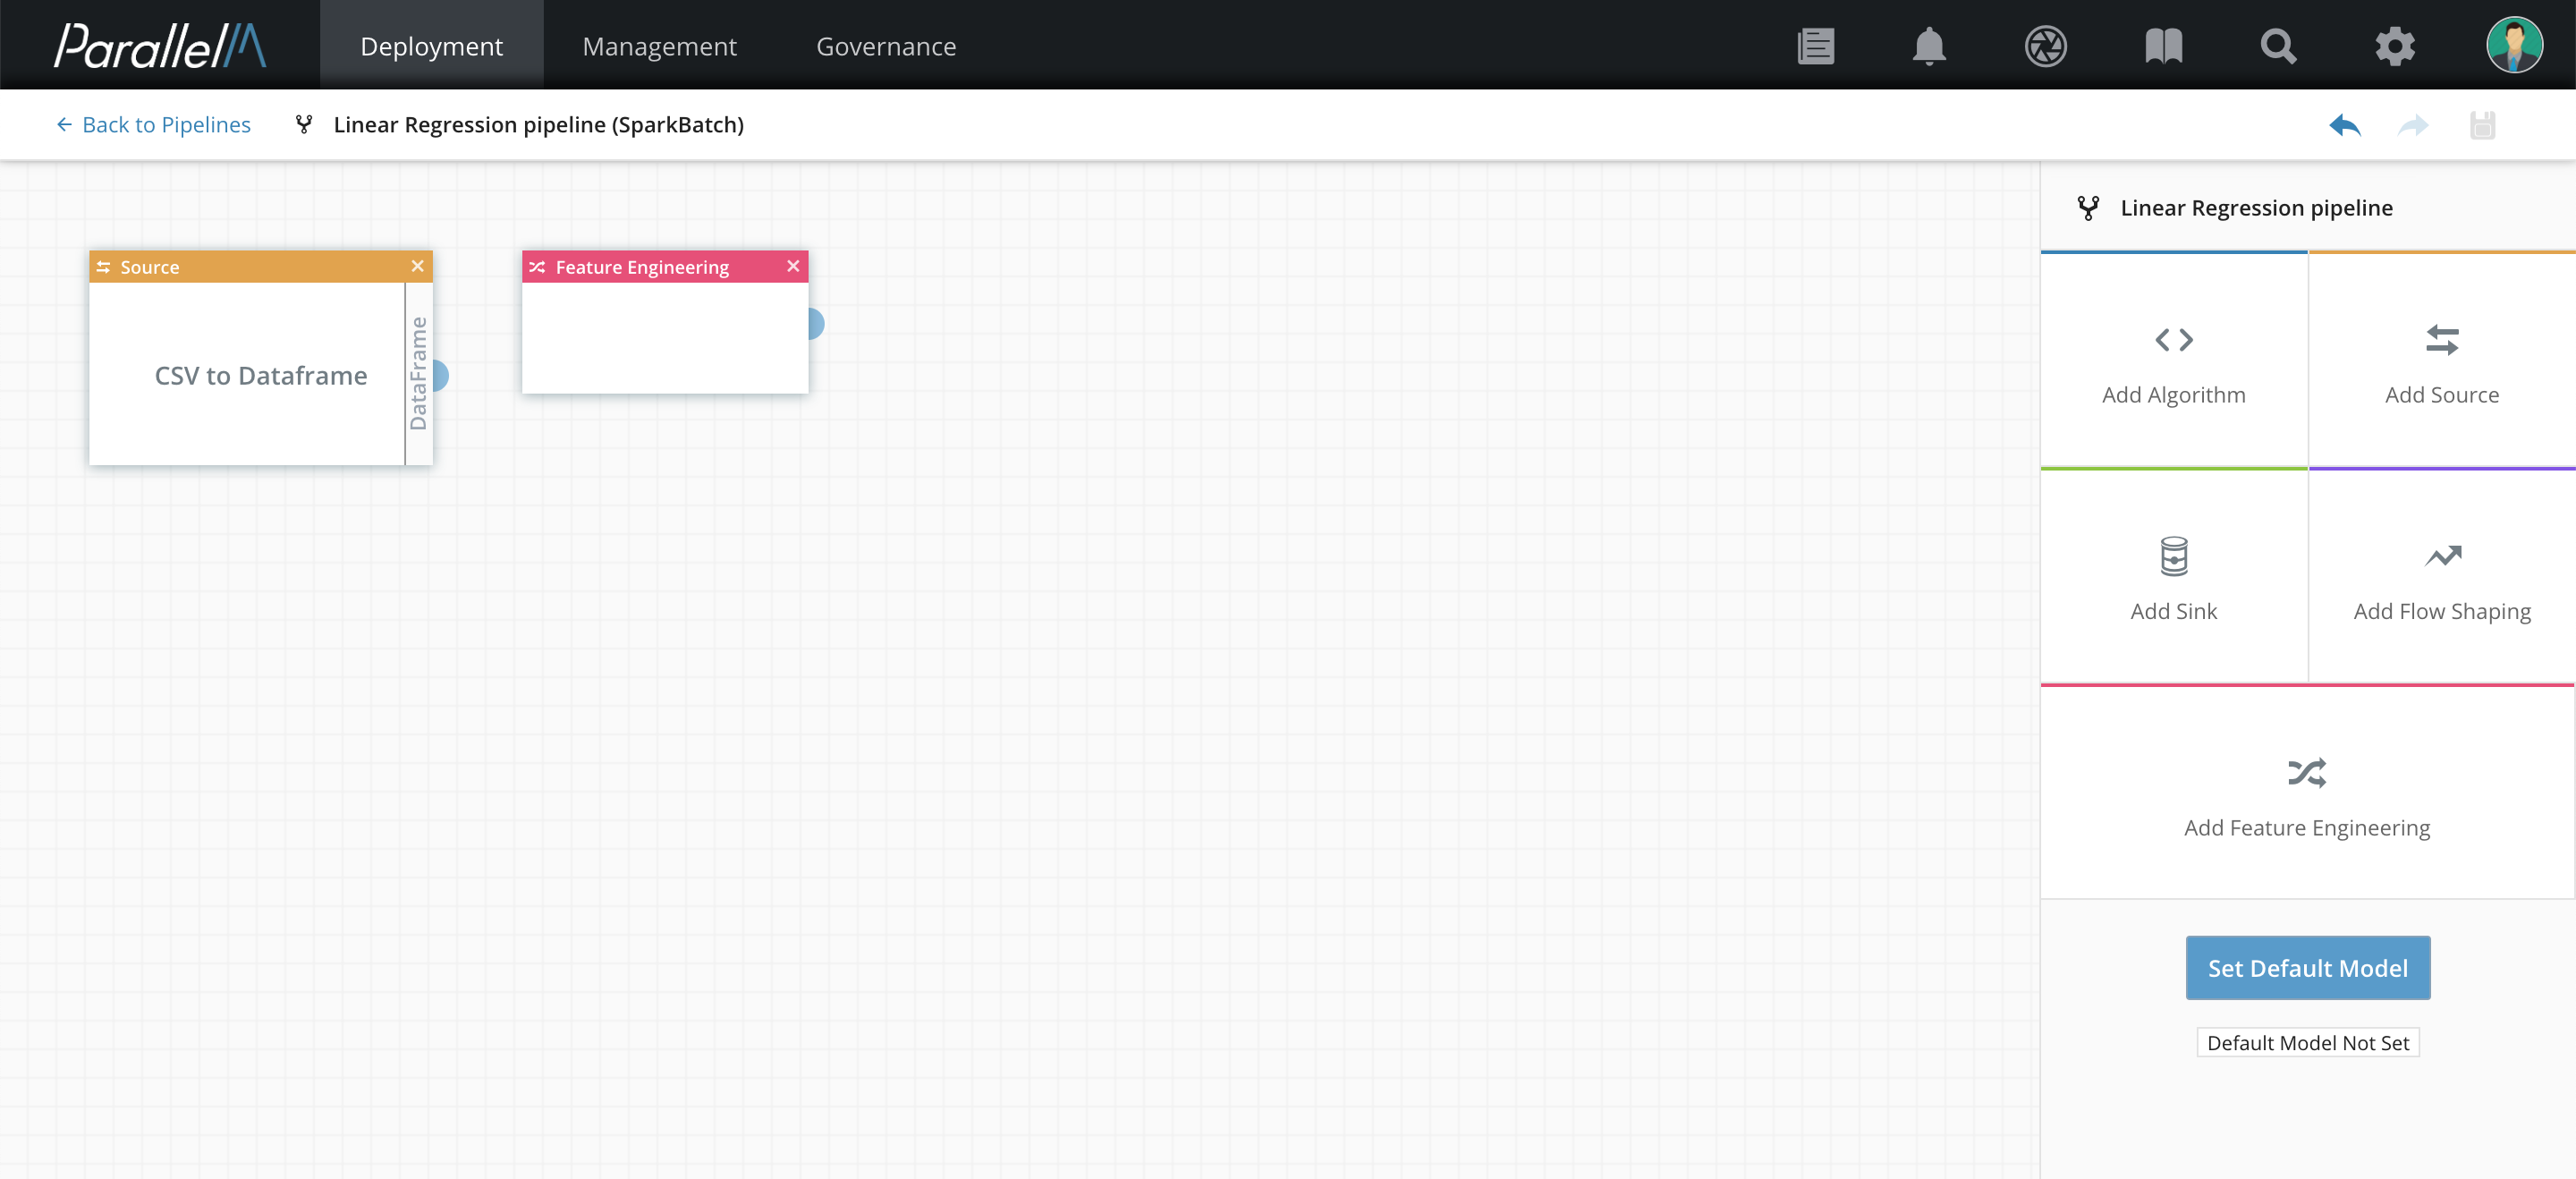 ParallelM
Deployment
Management
Governance
Back to Pipelines
Linear Regression pipeline (SparkBatch)
Linear Regression pipeline
Source
CSV to Dataframe
DataFrame
Feature Engineering
Add Algorithm
Add Source
Add Sink
Add Flow Shaping
Add Feature Engineering
Set Default Model
Default Model Not Set